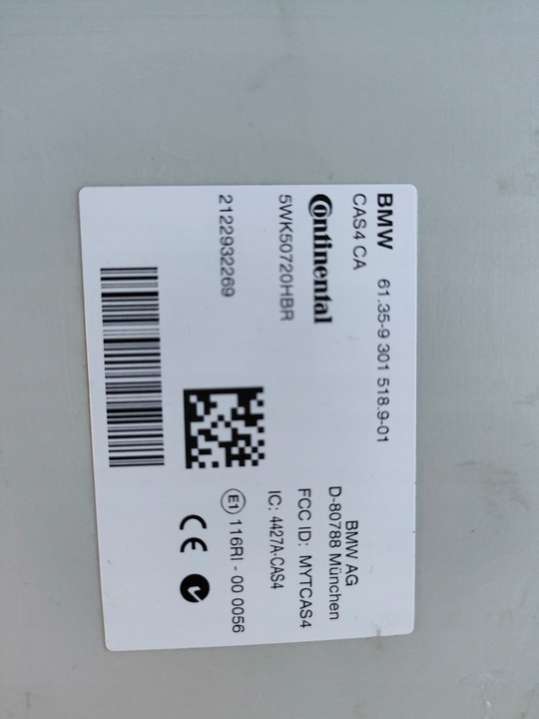 BMW 61.35-9 301 518.9-01
CAS4 CA
Continental
5WK50720HBR
2122932269
BMW AG
D-80788 München
FCC ID: MYTCAS4
IC: 4427A-CAS4
E1 116RI - 00 0056
CE